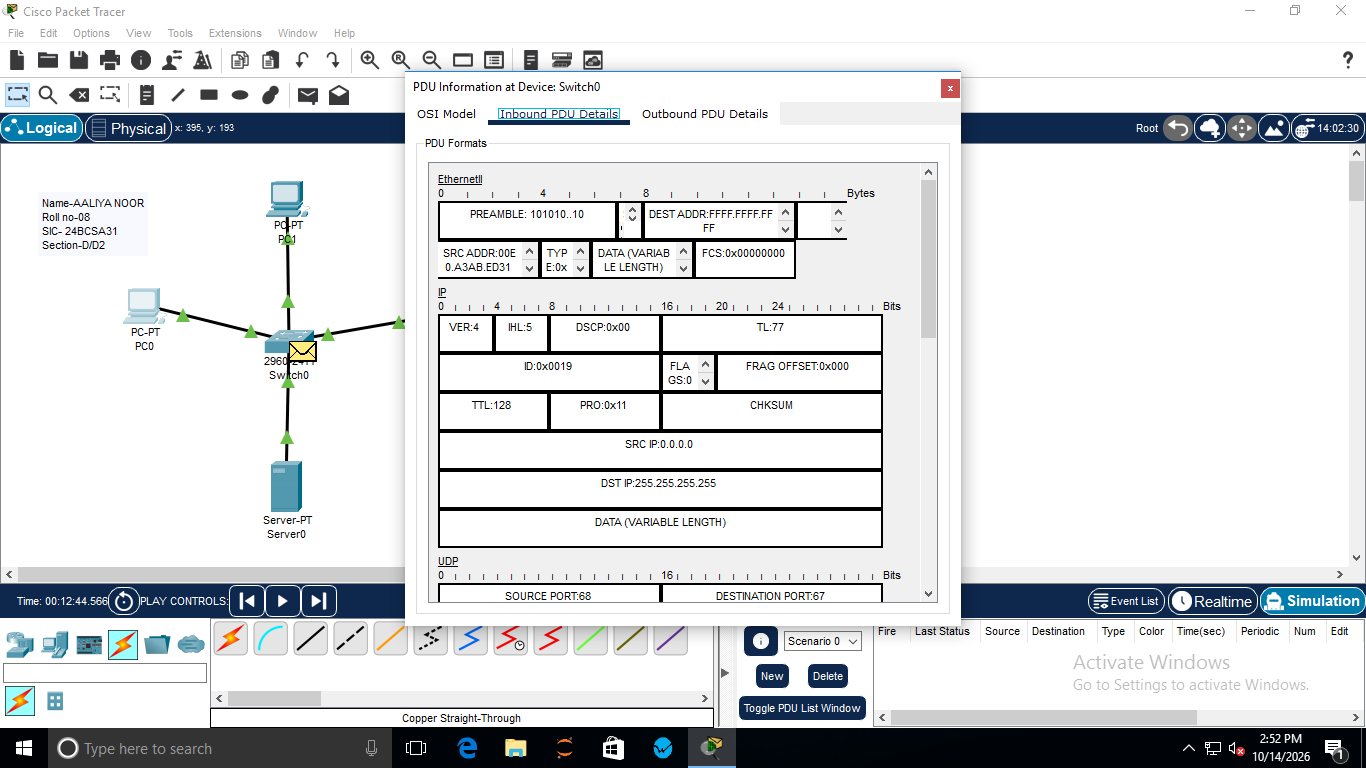 Cisco Packet Tracer
File Edit Options View Tools Extensions Window Help
Logical Physical x: 395, y: 193
Root 14:02:30
Name-AALIYA NOOR
Roll no-08
SIC- 24BCSA31
Section-D/D2
PC-PT
PC1
PC-PT
PC0
Switch0
Server-PT
Server0
PDU Information at Device: Switch0
OSI Model Inbound PDU Details Outbound PDU Details
PDU Formats
EthernetII
0 4 8 Bytes
PREAMBLE: 101010..10
DEST ADDR:FFFF.FFFF.FF
FF
SRC ADDR:00E
0.A3AB.ED31
TYP
E:0x
DATA (VARIAB
LE LENGTH)
FCS:0x00000000
IP
0 4 8 16 20 24 Bits
VER:4 IHL:5 DSCP:0x00 TL:77
ID:0x0019
FLA
GS:0
FRAG OFFSET:0x000
TTL:128 PRO:0x11 CHKSUM
SRC IP:0.0.0.0
DST IP:255.255.255.255
DATA (VARIABLE LENGTH)
UDP
0 16 Bits
SOURCE PORT:68 DESTINATION PORT:67
Time: 00:12:44.566 PLAY CONTROLS:
Event List Realtime Simulation
Copper Straight-Through
Scenario 0
New Delete
Toggle PDU List Window
Fire Last Status Source Destination Type Color Time(sec) Periodic Num Edit
Activate Windows
Go to Settings to activate Windows.
Type here to search
2:52 PM
10/14/2026
1